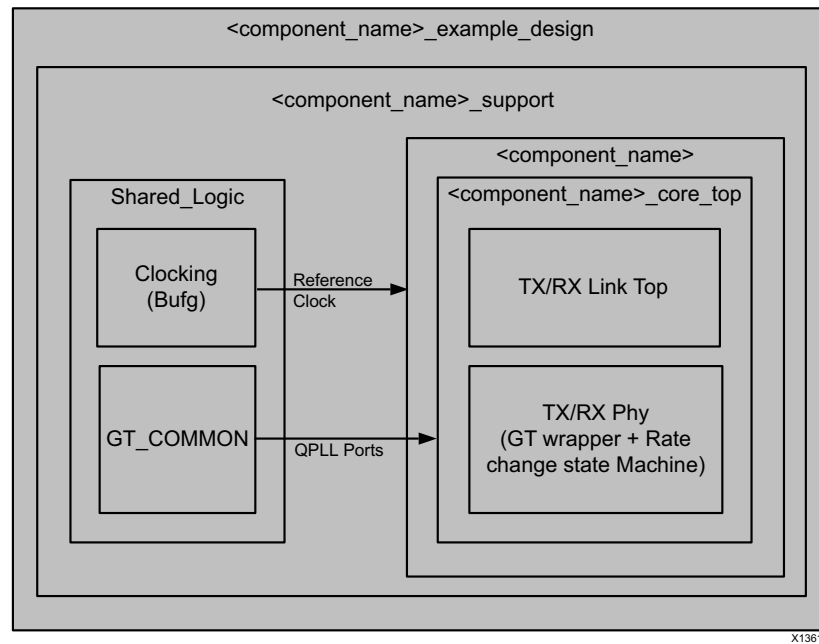 <component_name>_example_design
<component_name>_support
<component_name>
Shared_Logic
<component_name>_core_top
Clocking
(Bufg)
Reference
Clock
TX/RX Link Top
GT_COMMON
QPLL Ports
TX/RX Phy
(GT wrapper + Rate
change state Machine)